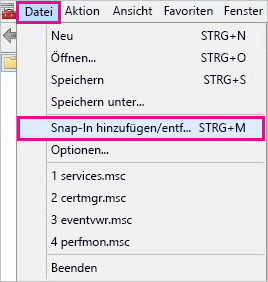 Datei Aktion Ansicht Favoriten Fenster
Neu STRG+N
Öffnen... STRG+O
Speichern STRG+S
Speichern unter...
Snap-In hinzufügen/entf... STRG+M
Optionen...
1 services.msc
2 certmgr.msc
3 eventvwr.msc
4 perfmon.msc
Beenden